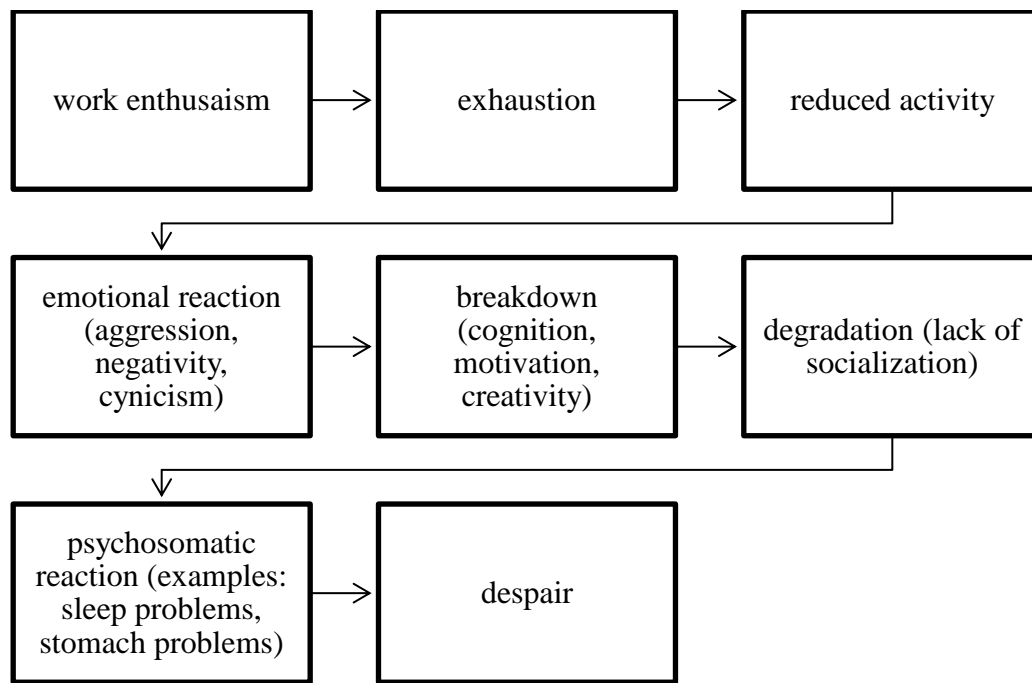 work enthusaism
exhaustion
reduced activity
emotional reaction
(aggression,
negativity,
cynicism)
breakdown
(cognition,
motivation,
creativity)
degradation (lack of
socialization)
psychosomatic
reaction (examples:
sleep problems,
stomach problems)
despair